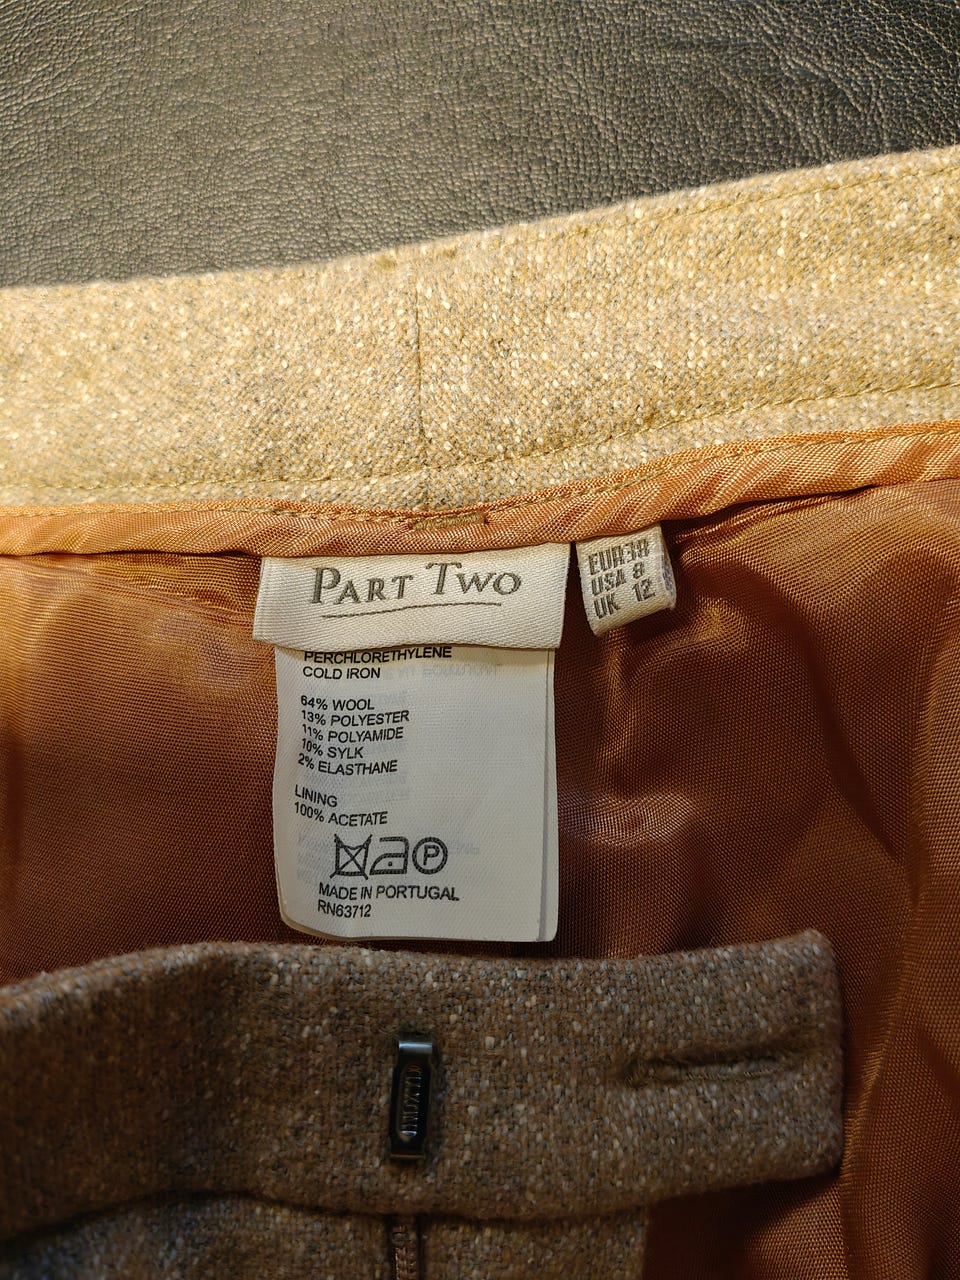 PART TWO
EUR 38
USA 8
UK 12
PERCHLORETHYLENE
COLD IRON
64% WOOL
13% POLYESTER
11% POLYAMIDE
10% SYLK
2% ELASTHANE
LINING
100% ACETATE
P
MADE IN PORTUGAL
RN63712